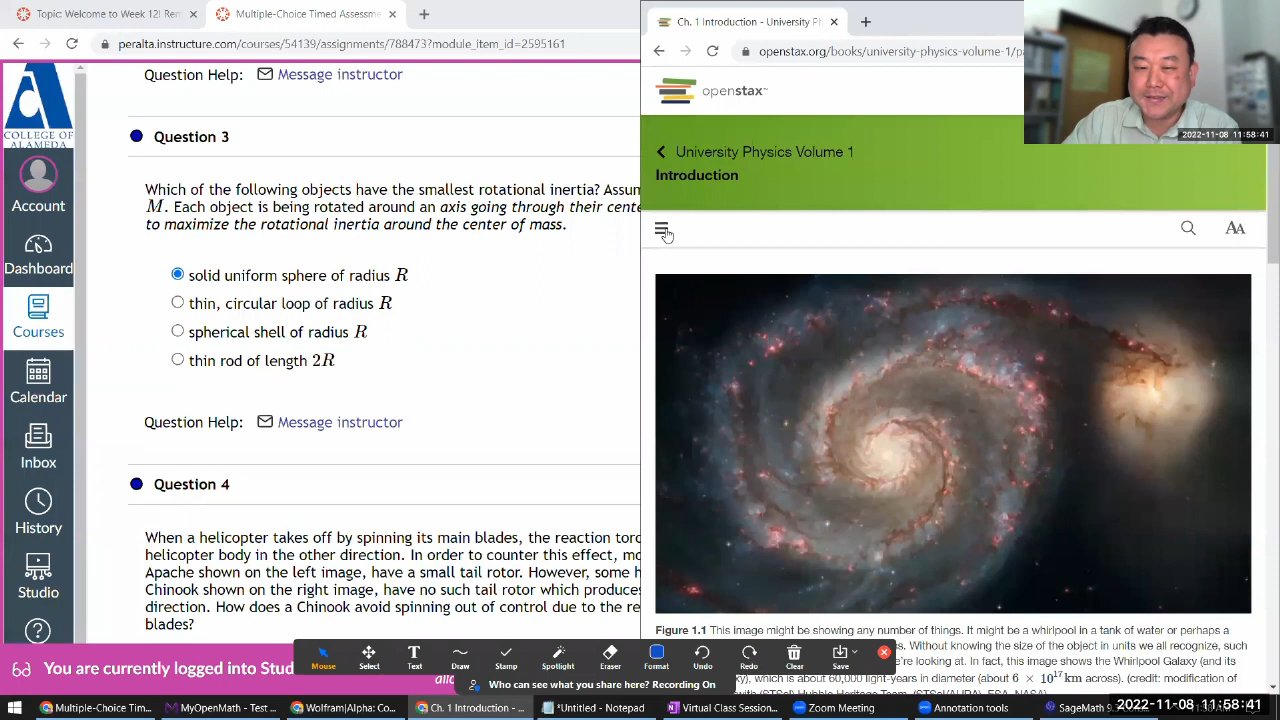 Topic: Welcome to Week 12!
Multiple-Choice Timed Assessme
peralta.instructure.com/courses/54139/assignments/788473?module_item_id=2595161
COLLEGE OF
ALAMEDA
Account
Dashboard
Courses
Calendar
Inbox
History
Studio
Question Help: Message instructor
Question 3
Which of the following objects have the smallest rotational inertia? Assun
M. Each object is being rotated around an axis going through their cente
to maximize the rotational inertia around the center of mass.
solid uniform sphere of radius R
thin, circular loop of radius R
spherical shell of radius R
thin rod of length 2R
Question Help: Message instructor
Question 4
When a helicopter takes off by spinning its main blades, the reaction torc
helicopter body in the other direction. In order to counter this effect, mo
Apache shown on the left image, have a small tail rotor. However, some h
Chinook shown on the right image, have no such tail rotor which produces
direction. How does a Chinook avoid spinning out of control due to the re
blades?
You are currently logged into Stud
Ch. 1 Introduction - University Ph
openstax.org/books/university-physics-volume-1/pa
openstax™
University Physics Volume 1
Introduction
AA
2022-11-08 11:58:41
Figure 1.1 This image might be showing any number of things. It might be a whirlpool in a tank of water or perhaps a
Without knowing the size of the object in units we all recognize, such
we're looking at. In fact, this image shows the Whirlpool Galaxy (and its
which is about 60,000 light-years in diameter (about 6 × 10¹⁷ km across). (credit: modification of
Mouse Select Text Draw Stamp Spotlight Eraser Format Undo Redo Clear Save
Who can see what you share here? Recording On
Multiple-Choice Tim... MyOpenMath - Test ... Wolfram|Alpha: Co... Ch. 1 Introduction - ... *Untitled - Notepad Virtual Class Session... Zoom Meeting Annotation tools SageMath 9.
2022-11-08 11:58:41